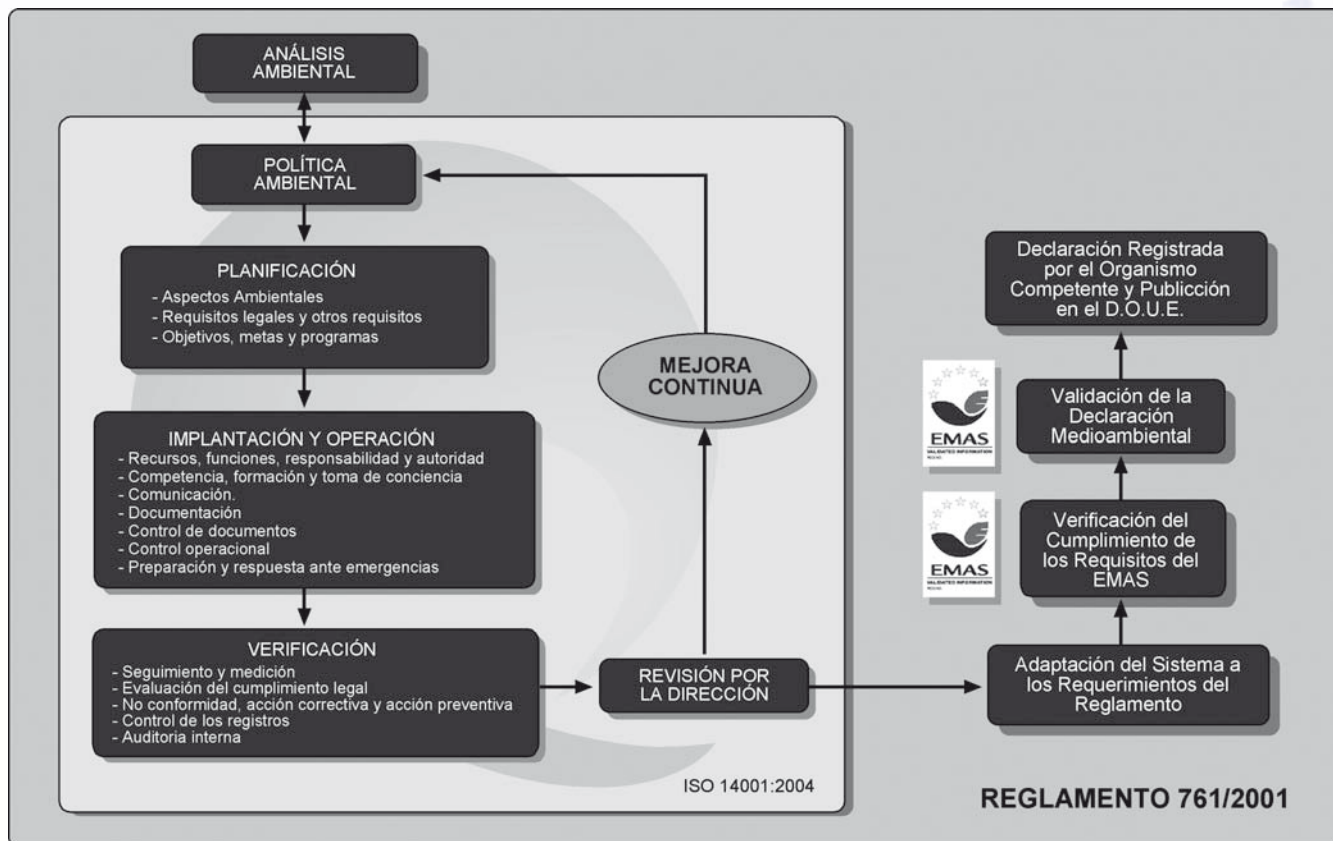 ANÁLISIS
AMBIENTAL
POLÍTICA
AMBIENTAL
PLANIFICACIÓN
- Aspectos Ambientales
- Requisitos legales y otros requisitos
- Objetivos, metas y programas
IMPLANTACIÓN Y OPERACIÓN
- Recursos, funciones, responsabilidad y autoridad
- Competencia, formación y toma de conciencia
- Comunicación.
- Documentación
- Control de documentos
- Control operacional
- Preparación y respuesta ante emergencias
VERIFICACIÓN
- Seguimiento y medición
- Evaluación del cumplimiento legal
- No conformidad, acción correctiva y acción preventiva
- Control de los registros
- Auditoria interna
REVISIÓN POR
LA DIRECCIÓN
MEJORA
CONTINUA
ISO 14001:2004
Declaración Registrada
por el Organismo
Competente y Publicción
en el D.O.U.E.
EMAS
VALIDATED INFORMATION
Validación de la
Declaración
Medioambiental
EMAS
VALIDATED INFORMATION
Verificación del
Cumplimiento de
los Requisitos del
EMAS
Adaptación del Sistema a
los Requerimientos del
Reglamento
REGLAMENTO 761/2001